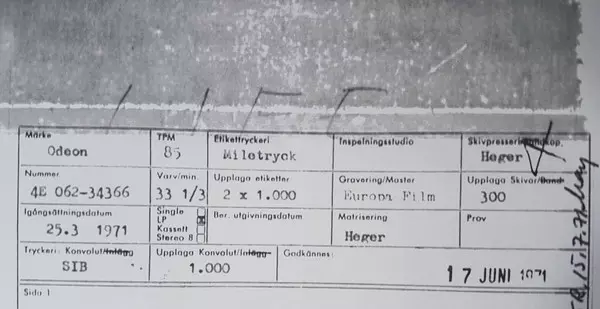 Märke TPM Etikettryckeri Inspelningsstudio Skivpresseri/Bandkop.
Odeon 85 Miletryck Heger
Nummer Varv/min. Upplaga etiketter Gravering/Master Upplaga Skivor/Band
4E 062-34366 33 1/3 2 x 1.000 Europa Film 300
Igångsättningsdatum Single Ber. utgivningsdatum Matrisering Prov
25.3 1971 LP Heger
Kassett
Stereo 8
Tryckeri: Konvolut/Inlägg Upplaga Konvolut/Inlägg Godkännes:
SIB 1.000 17 JUNI 1971
Sida 1